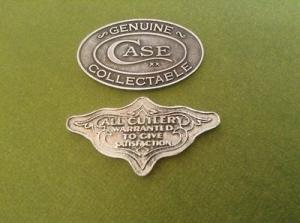 GENUINE
CASE
XX
COLLECTABLE
ALL CUTLERY
WARRANTED
TO GIVE
SATISFACTION